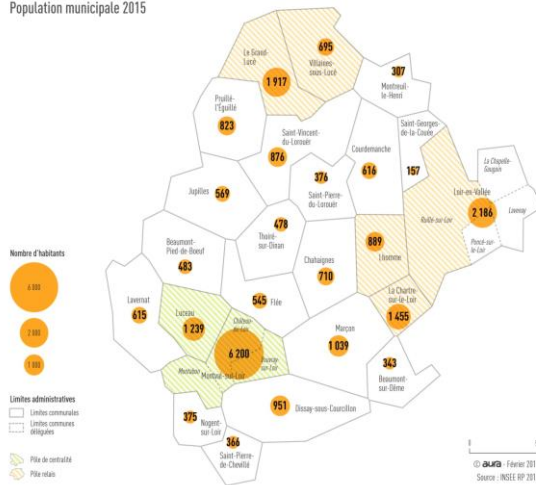 Population municipale 2015
Le Grand-
Lucé
1 917
695
Villaines-
sous-Lucé
307
Montreuil-
le-Henri
Pruillé-
l'Éguillé
823
Saint-Vincent-
du-Lorouër
876
Courdemanche
616
Saint-Georges-
de-la-Couée
157
La Chapelle-
Gaugain
376
Saint-Pierre-
du-Lorouër
Jupilles 569
Loir-en-Vallée
2 186
Lavenay
Poncé-sur-
le-Loir
Ruillé-sur-Loir
478
Thoiré-
sur-Dinan
889
Lhomme
Beaumont-
Pied-de-Boeuf
483
Chahaignes
710
Nombre d'habitants
6 000
2 000
1 000
Lavernat
615
Luceau
1 239
545 Flée
La Chartre
sur-le-Loir
1 455
Château-
du-Loir
6 200
Vouvray-
sur-Loir
Montabon
Montval-sur-Loir
Marçon
1 039
343
Beaumont-
sur-Dême
951
Dissay-sous-Courcillon
375
Nogent-
sur-Loir
366
Saint-Pierre-
de-Chevillé
Limites administratives
Limites communales
Limites communes
déléguées
Pôle de centralité
Pôle relais
© aura - Février 201
Source : INSEE RP 201